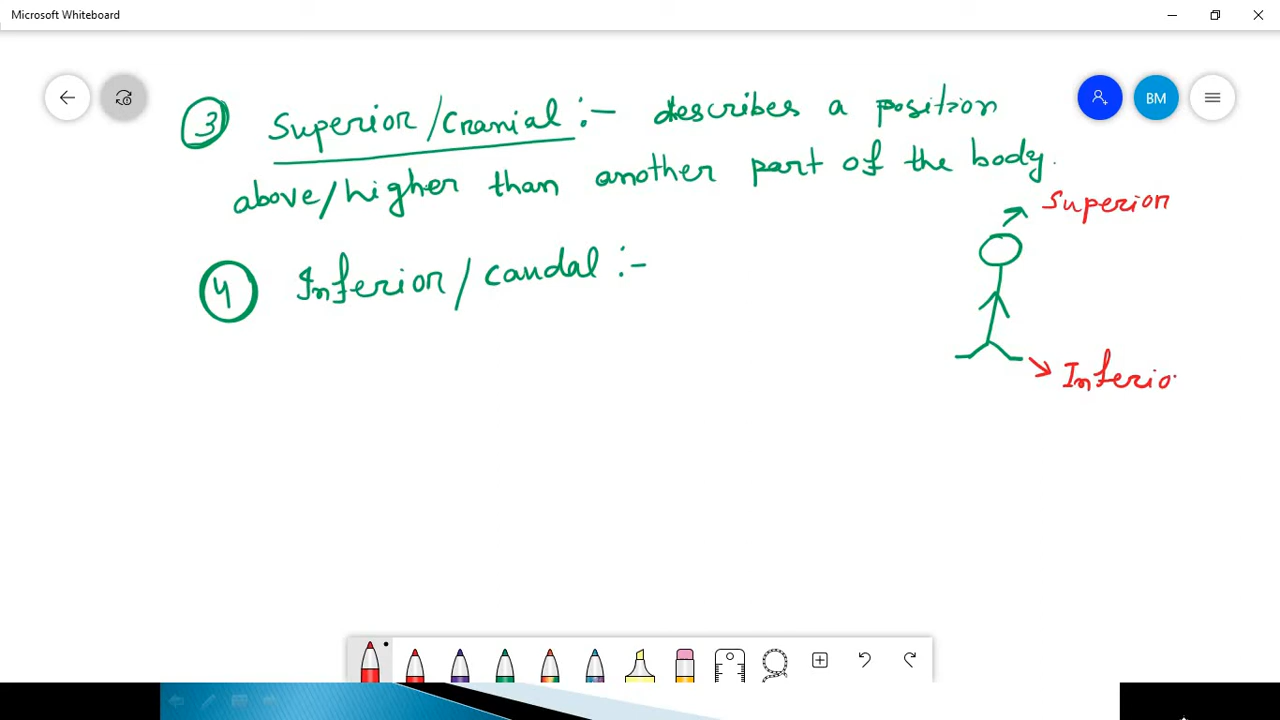 Microsoft Whiteboard
BM
3 Superior/Cranial :- describes a position
above/higher than another part of the body.
Superior
4 Inferior/caudal :-
Inferio